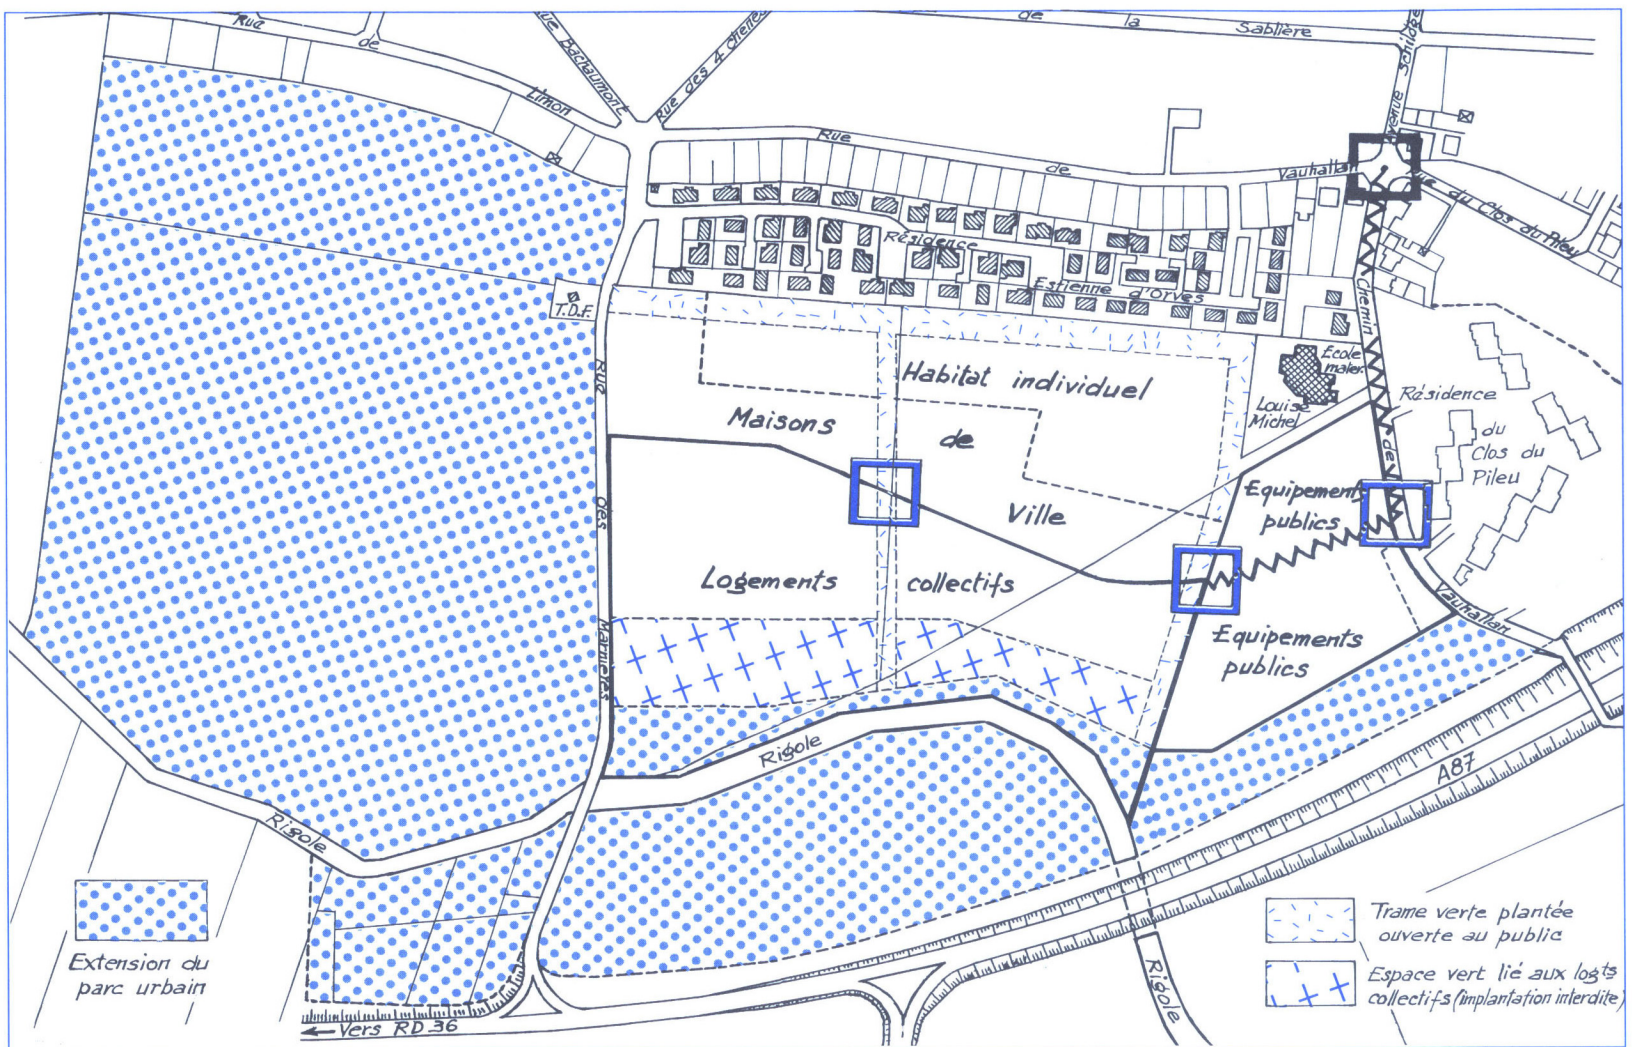 Rue
de
Limon
Rue Bachaumont
Rue des 4 chenes
de
la
Sablière
Avenue Schildge
Rue
de
Vauhallan
Rue du Clos du Pileu
Résidence
Estienne d'Orves
T.D.F.
Chemin
de
Vauhallan
Ecole
mater.
Louise
Michel
Résidence
du
Clos du
Pileu
Habitat individuel
Maisons
de
Ville
Logements
collectifs
Equipements
publics
Equipements
publics
Rue
des
Marnieres
Rigole
Rigole
Rigole
A87
Vers RD 36
Extension du
parc urbain
Trame verte plantée
ouverte au public
Espace vert lié aux logts
collectifs (implantation interdite)